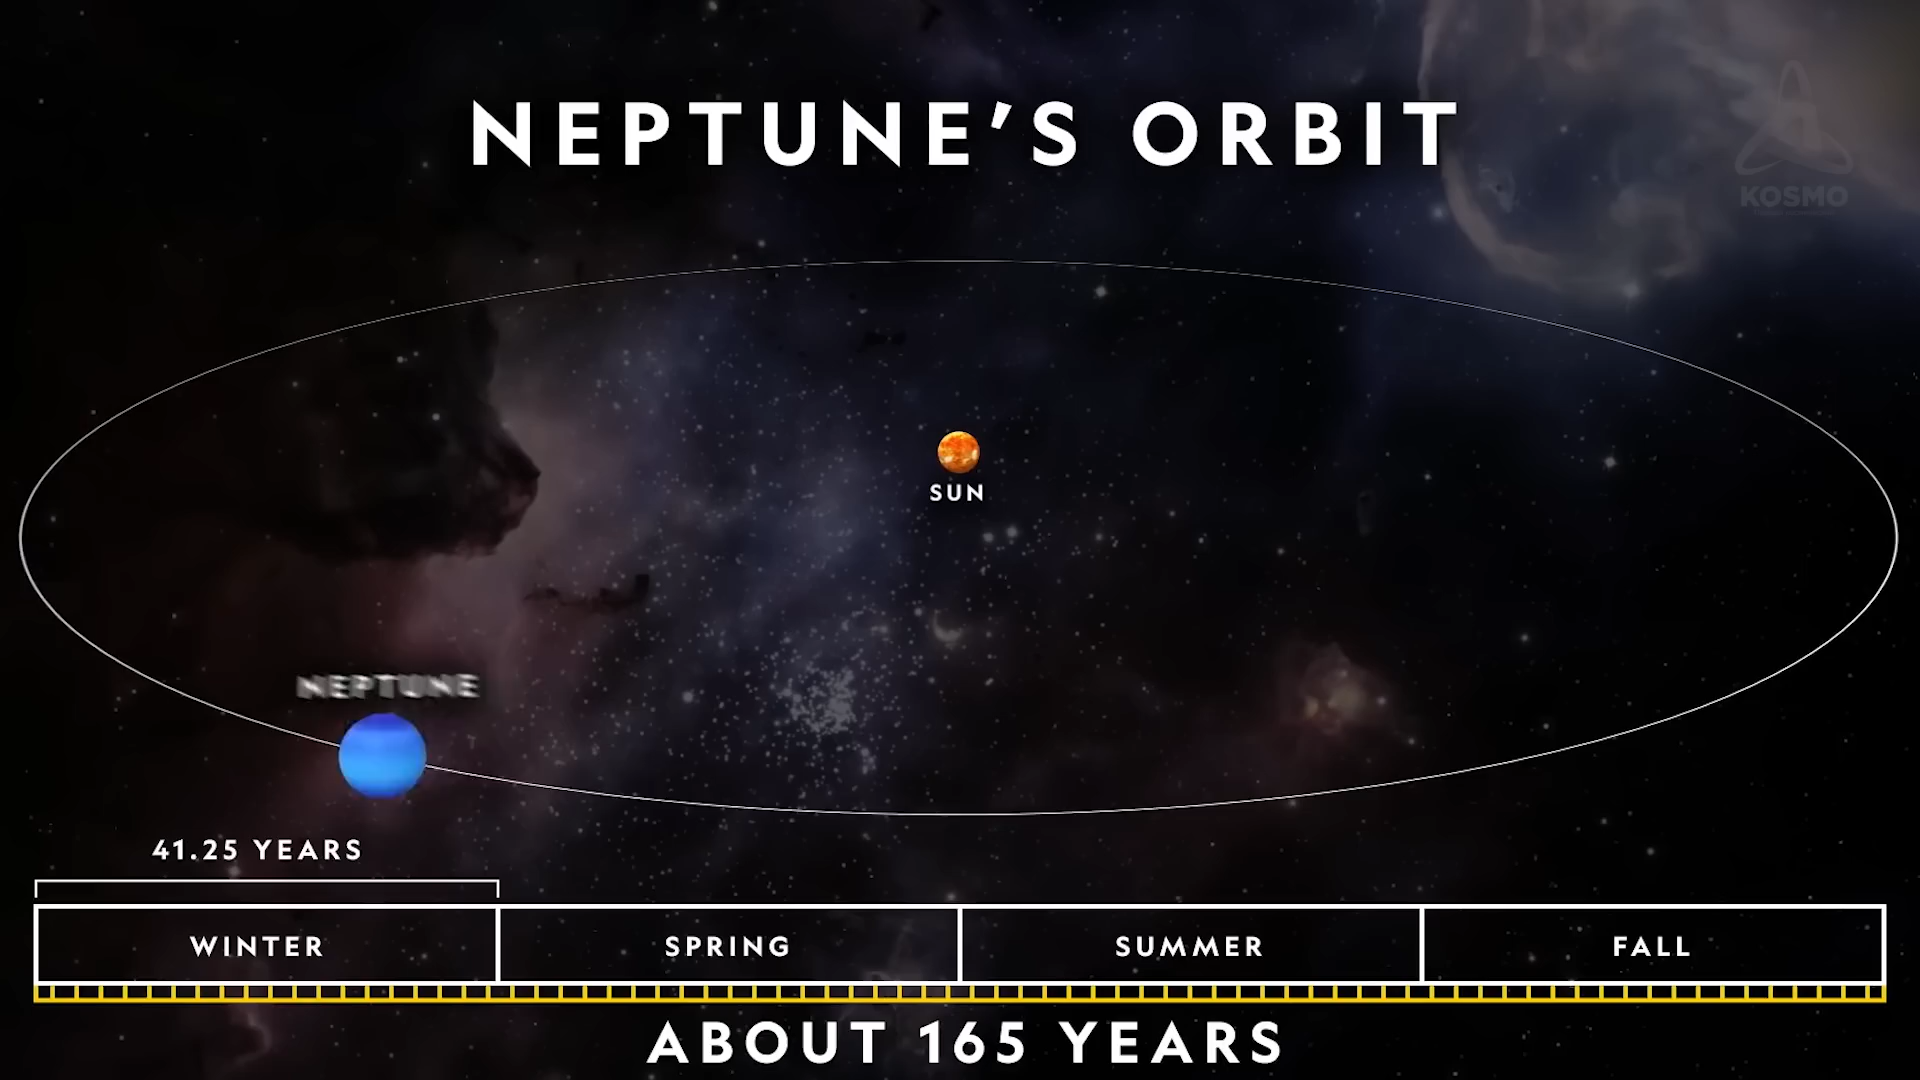 NEPTUNE’S ORBIT
KOSMO
SUN
NEPTUNE
41.25 YEARS
WINTER
SPRING
SUMMER
FALL
ABOUT 165 YEARS